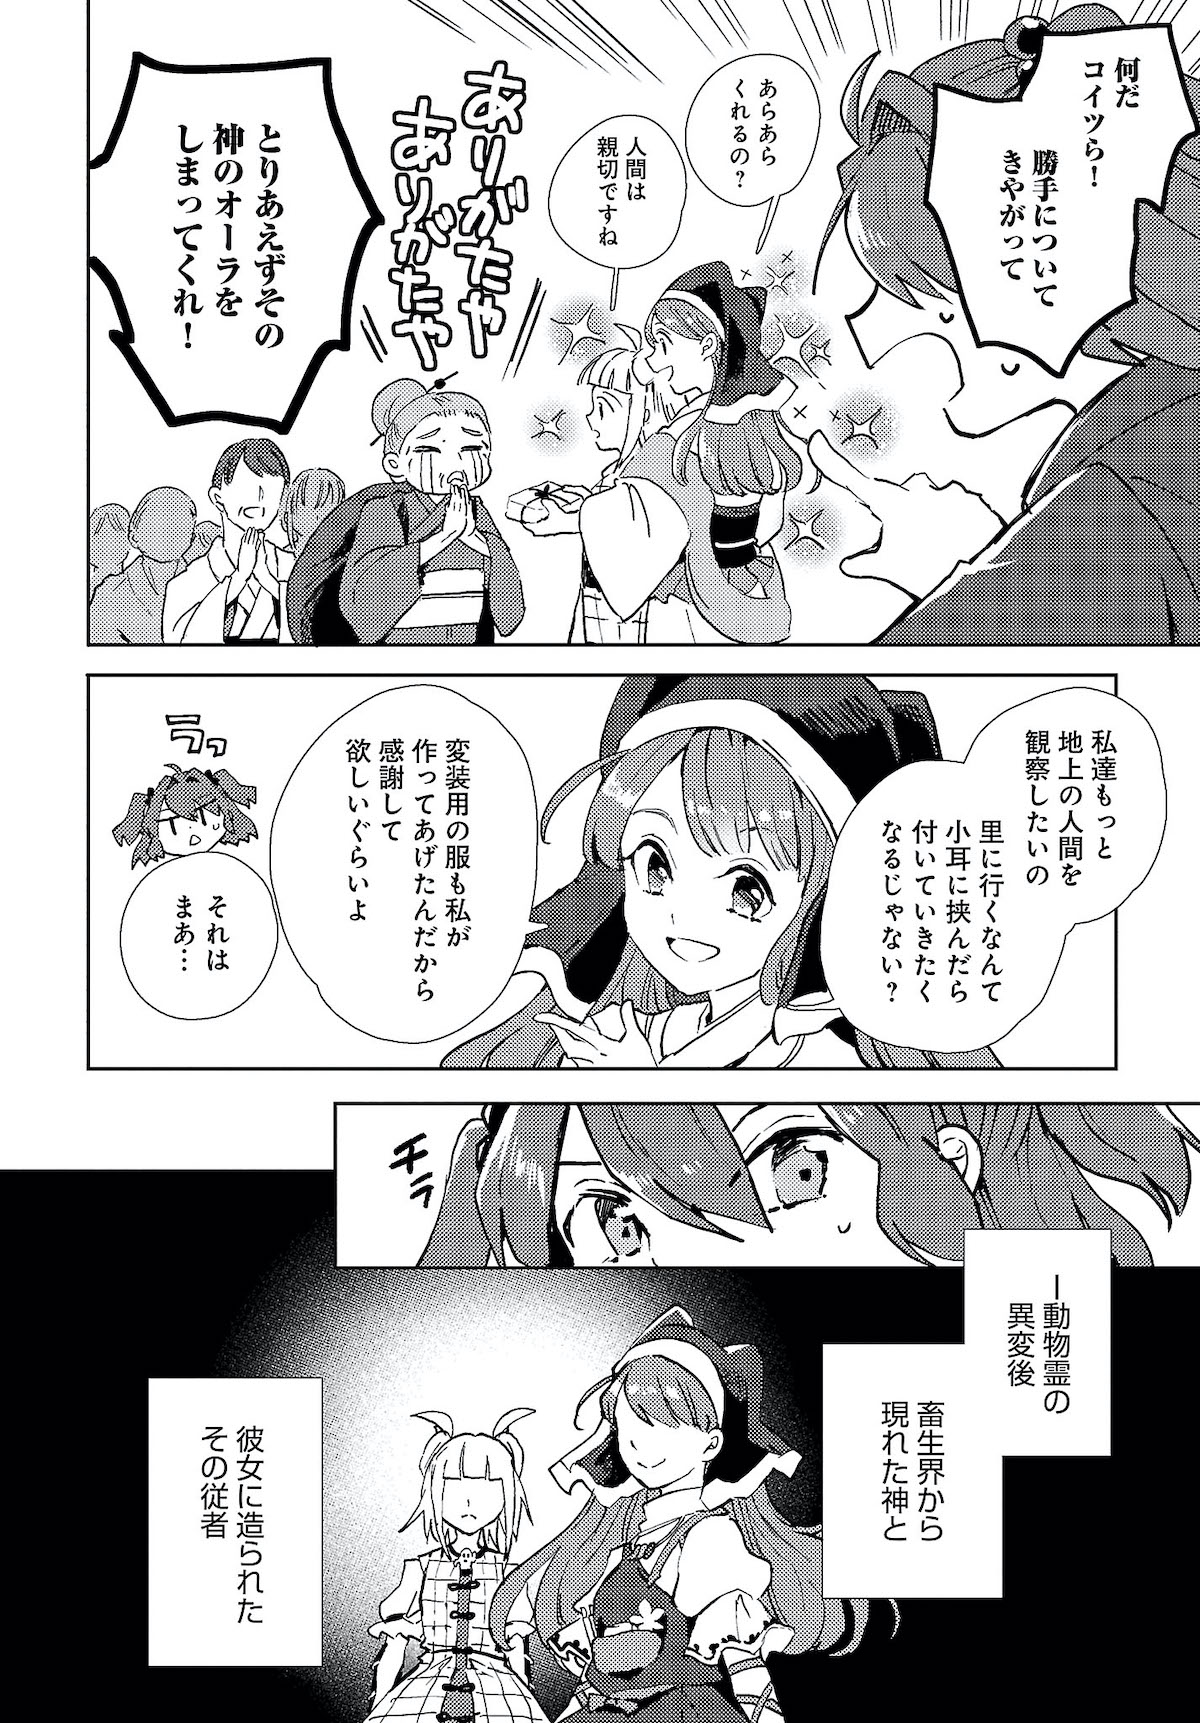 何だ
コイツら！
勝手について
きやがって
あらあら
くれるの？
人間は
親切ですね
ありがたや
ありがたや
とりあえずその
神のオーラを
しまってくれ！
私達もっと
地上の人間を
観察したいの
里に行くなんて
小耳に挟んだら
付いていきたく
なるじゃない？
変装用の服も私が
作ってあげたんだから
感謝して
欲しいぐらいよ
うっ
それは
まあ…
チラ
ー動物霊の
異変後
畜生界から
現れた神と
彼女に造られた
その従者